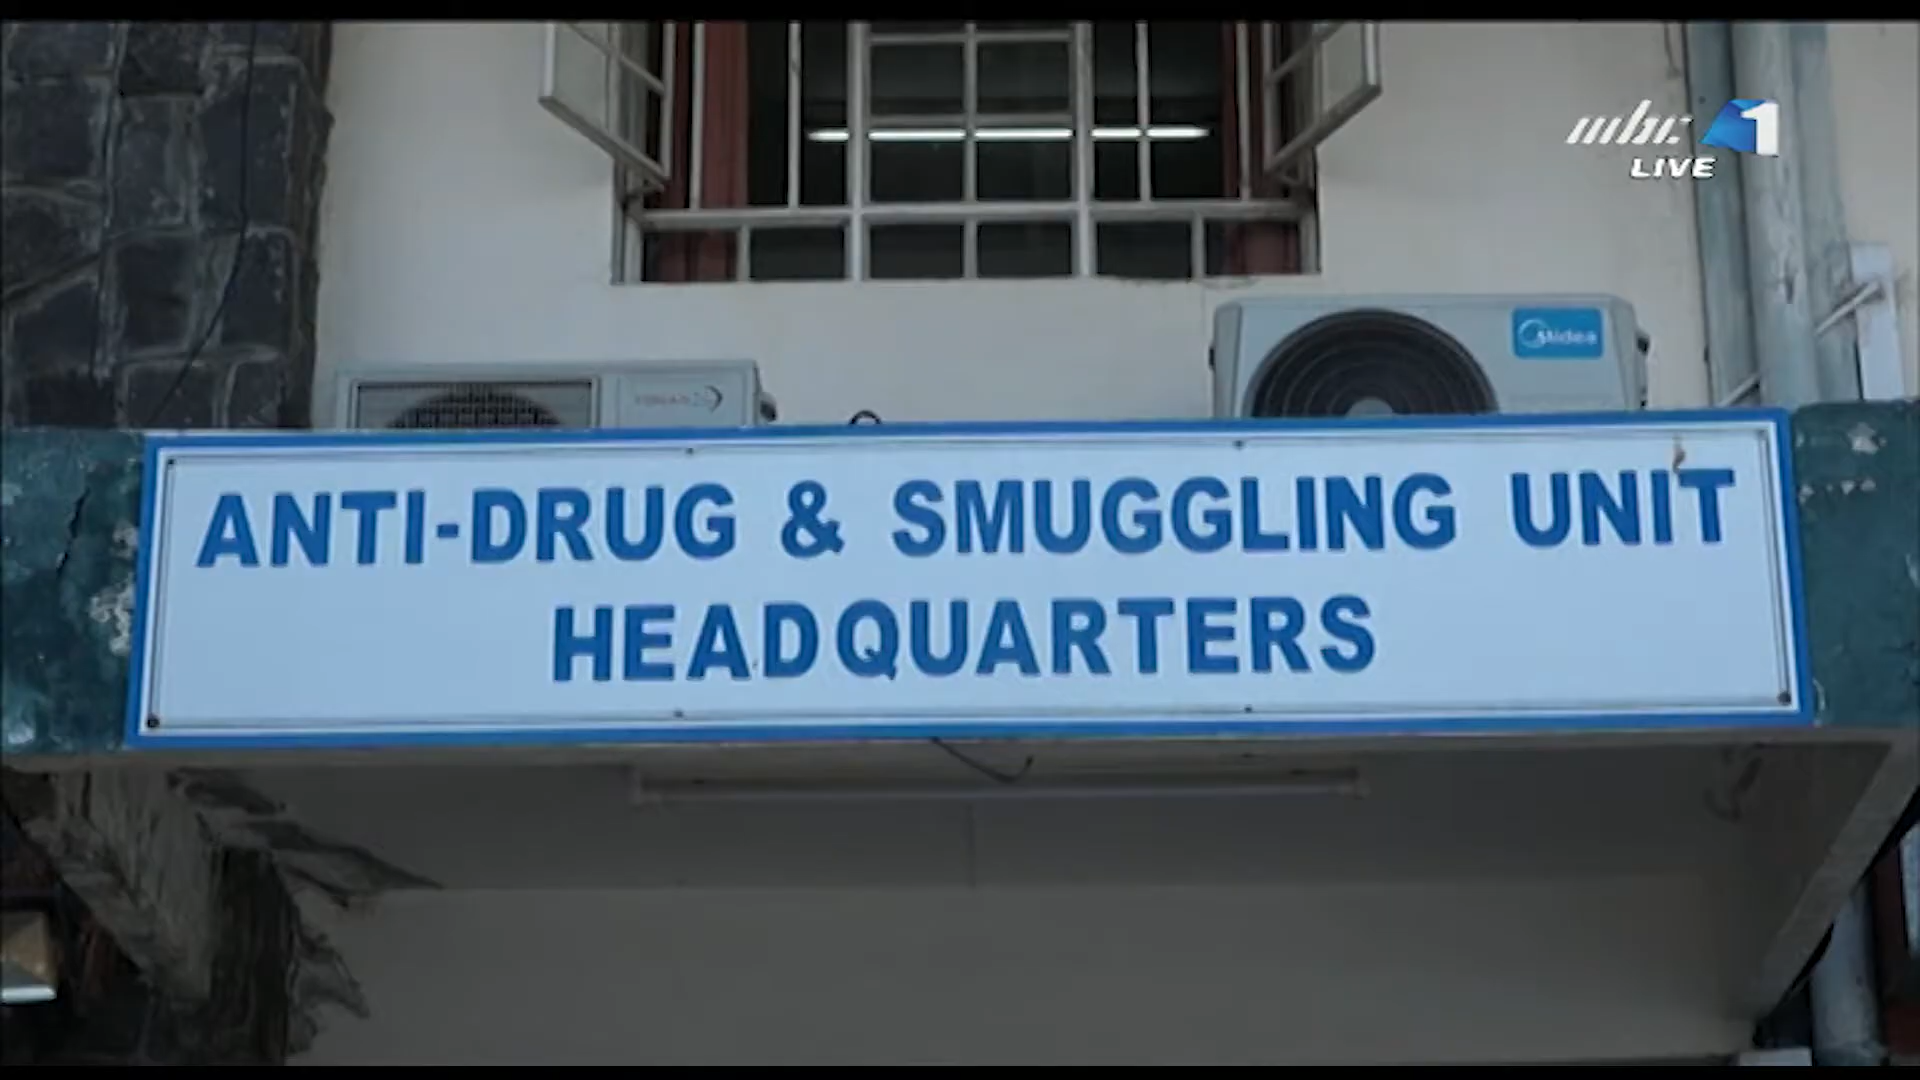 mbc 1
LIVE
Midea
ANTI-DRUG & SMUGGLING UNIT
HEADQUARTERS